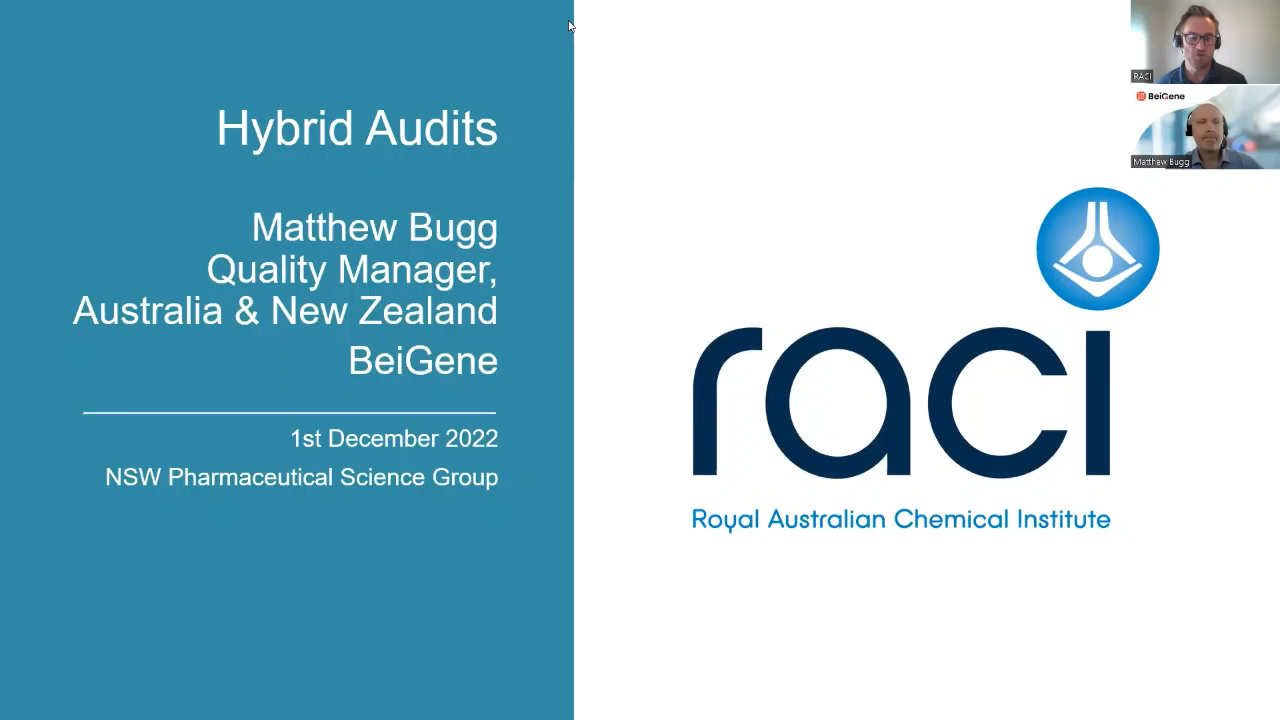 Hybrid Audits
Matthew Bugg
Quality Manager,
Australia & New Zealand
BeiGene
1st December 2022
NSW Pharmaceutical Science Group
raci
Royal Australian Chemical Institute
RACI
BeiGene
Matthew Bugg